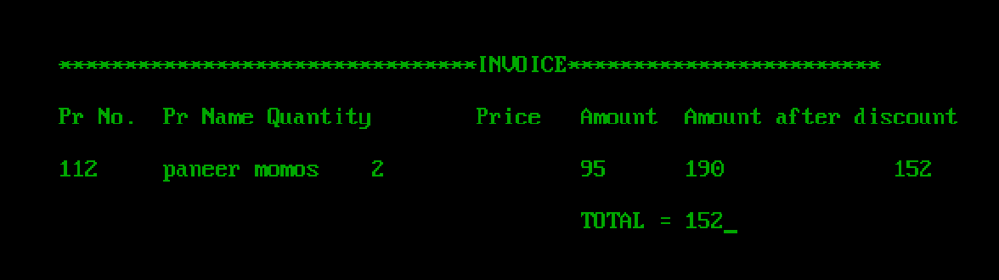 ********************************INVOICE************************
Pr No. Pr Name Quantity Price Amount Amount after discount
112 paneer momos 2 95 190 152
TOTAL = 152_